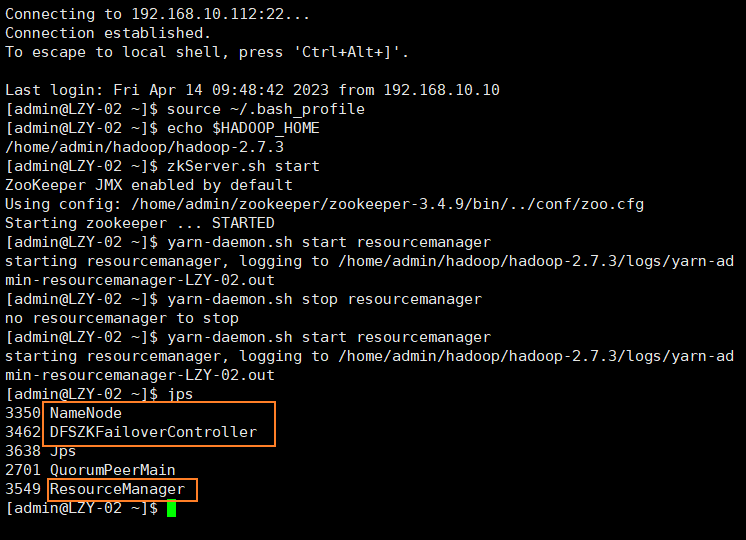 Connecting to 192.168.10.112:22...
Connection established.
To escape to local shell, press 'Ctrl+Alt+]'.
Last login: Fri Apr 14 09:48:42 2023 from 192.168.10.10
[admin@LZY-02 ~]$ source ~/.bash_profile
[admin@LZY-02 ~]$ echo $HADOOP_HOME
/home/admin/hadoop/hadoop-2.7.3
[admin@LZY-02 ~]$ zkServer.sh start
ZooKeeper JMX enabled by default
Using config: /home/admin/zookeeper/zookeeper-3.4.9/bin/../conf/zoo.cfg
Starting zookeeper ... STARTED
[admin@LZY-02 ~]$ yarn-daemon.sh start resourcemanager
starting resourcemanager, logging to /home/admin/hadoop/hadoop-2.7.3/logs/yarn-ad
min-resourcemanager-LZY-02.out
[admin@LZY-02 ~]$ yarn-daemon.sh stop resourcemanager
no resourcemanager to stop
[admin@LZY-02 ~]$ yarn-daemon.sh start resourcemanager
starting resourcemanager, logging to /home/admin/hadoop/hadoop-2.7.3/logs/yarn-ad
min-resourcemanager-LZY-02.out
[admin@LZY-02 ~]$ jps
3350 NameNode
3462 DFSZKFailoverController
3638 Jps
2701 QuorumPeerMain
3549 ResourceManager
[admin@LZY-02 ~]$